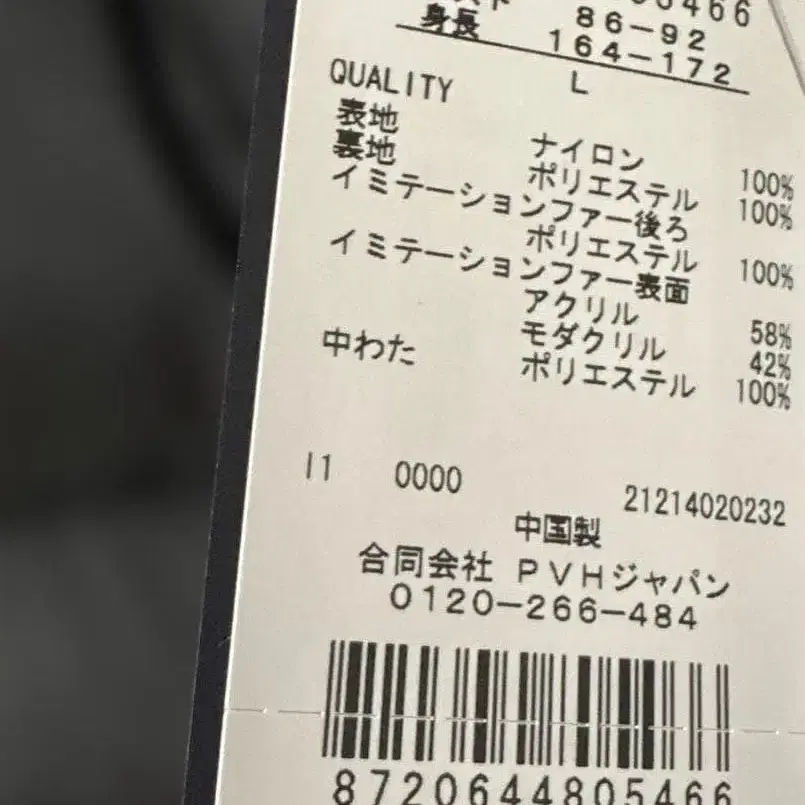 5466
86-92
身長 164-172
QUALITY L
表地
ナイロン 100%
裏地
ポリエステル 100%
イミテーションファー後ろ
ポリエステル 100%
イミテーションファー表面
アクリル 58%
モダクリル 42%
中わた ポリエステル 100%
I1 0000 21214020232
中国製
合同会社 PVHジャパン
0120-266-484
8720644805466